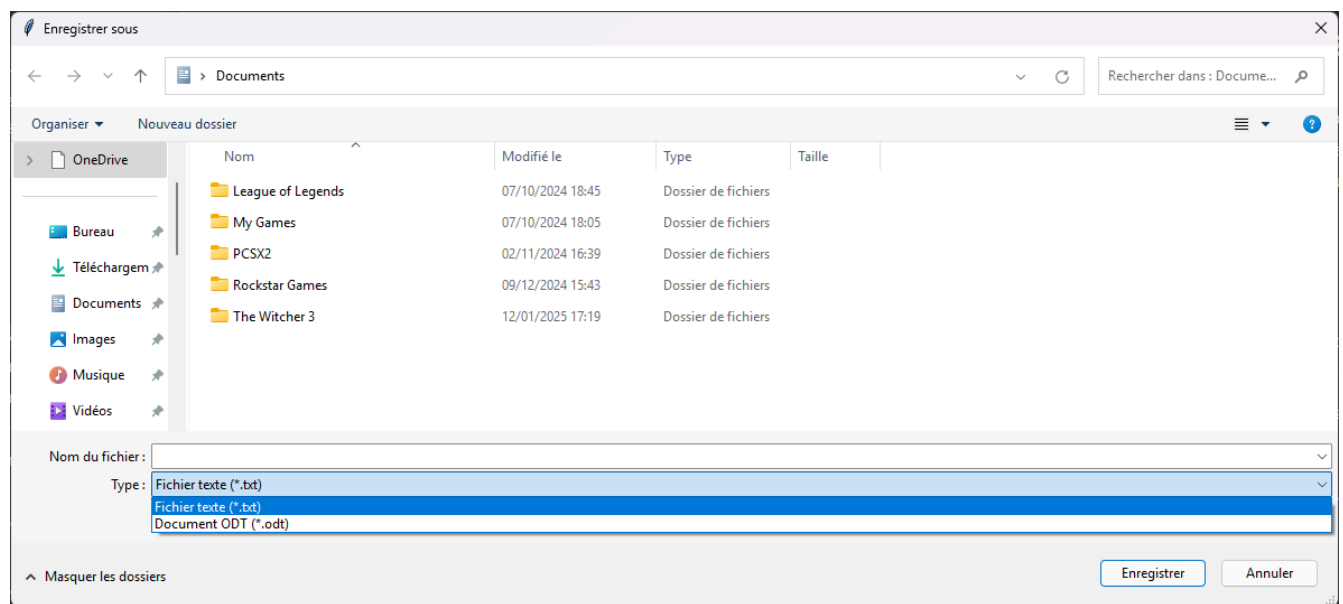 Enregistrer sous
Documents
Rechercher dans : Docume...
Organiser
Nouveau dossier
OneDrive
Bureau
Téléchargem
Documents
Images
Musique
Vidéos
Nom Modifié le Type Taille
League of Legends 07/10/2024 18:45 Dossier de fichiers
My Games 07/10/2024 18:05 Dossier de fichiers
PCSX2 02/11/2024 16:39 Dossier de fichiers
Rockstar Games 09/12/2024 15:43 Dossier de fichiers
The Witcher 3 12/01/2025 17:19 Dossier de fichiers
Nom du fichier :
Type : Fichier texte (*.txt)
Fichier texte (*.txt)
Document ODT (*.odt)
Masquer les dossiers
Enregistrer
Annuler